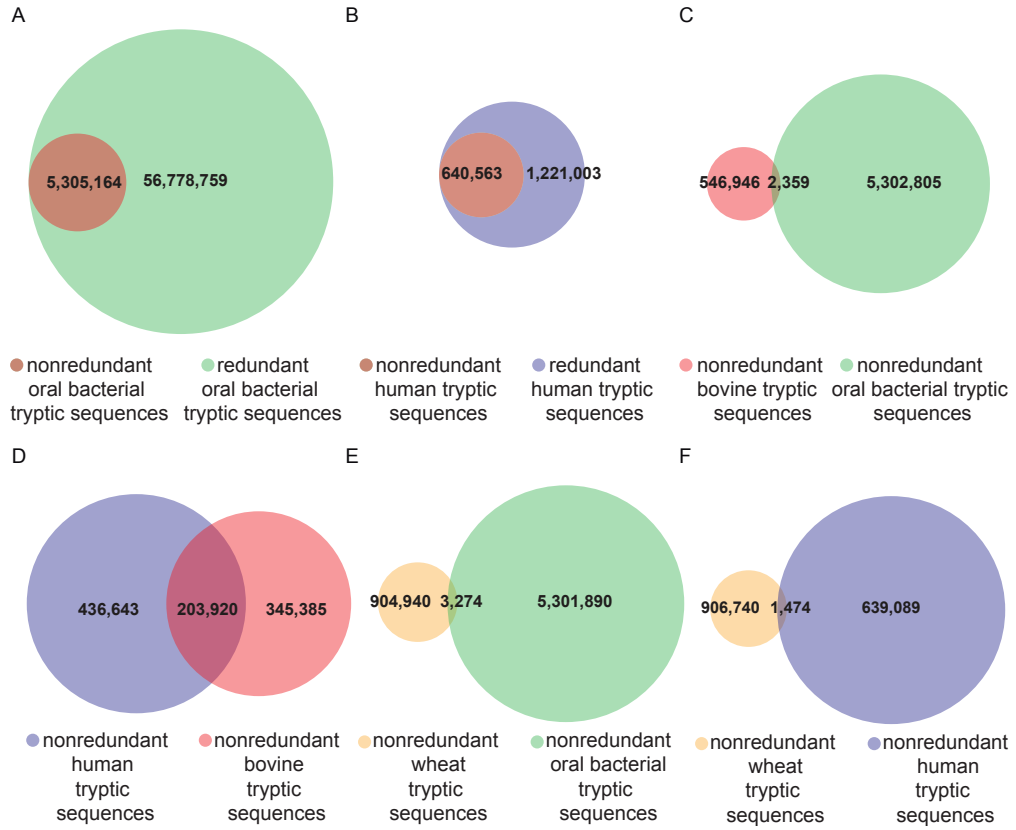 A
B
C
5,305,164
56,778,759
640,563
1,221,003
546,946
2,359
5,302,805
nonredundant
oral bacterial
tryptic sequences
redundant
oral bacterial
tryptic sequences
nonredundant
human tryptic
sequences
redundant
human tryptic
sequences
nonredundant
bovine tryptic
sequences
nonredundant
oral bacterial tryptic
sequences
D
E
F
436,643
203,920
345,385
904,940
3,274
5,301,890
906,740
1,474
639,089
nonredundant
human
tryptic
sequences
nonredundant
bovine
tryptic
sequences
nonredundant
wheat
tryptic
sequences
nonredundant
oral bacterial
tryptic
sequences
nonredundant
wheat
tryptic
sequences
nonredundant
human
tryptic
sequences